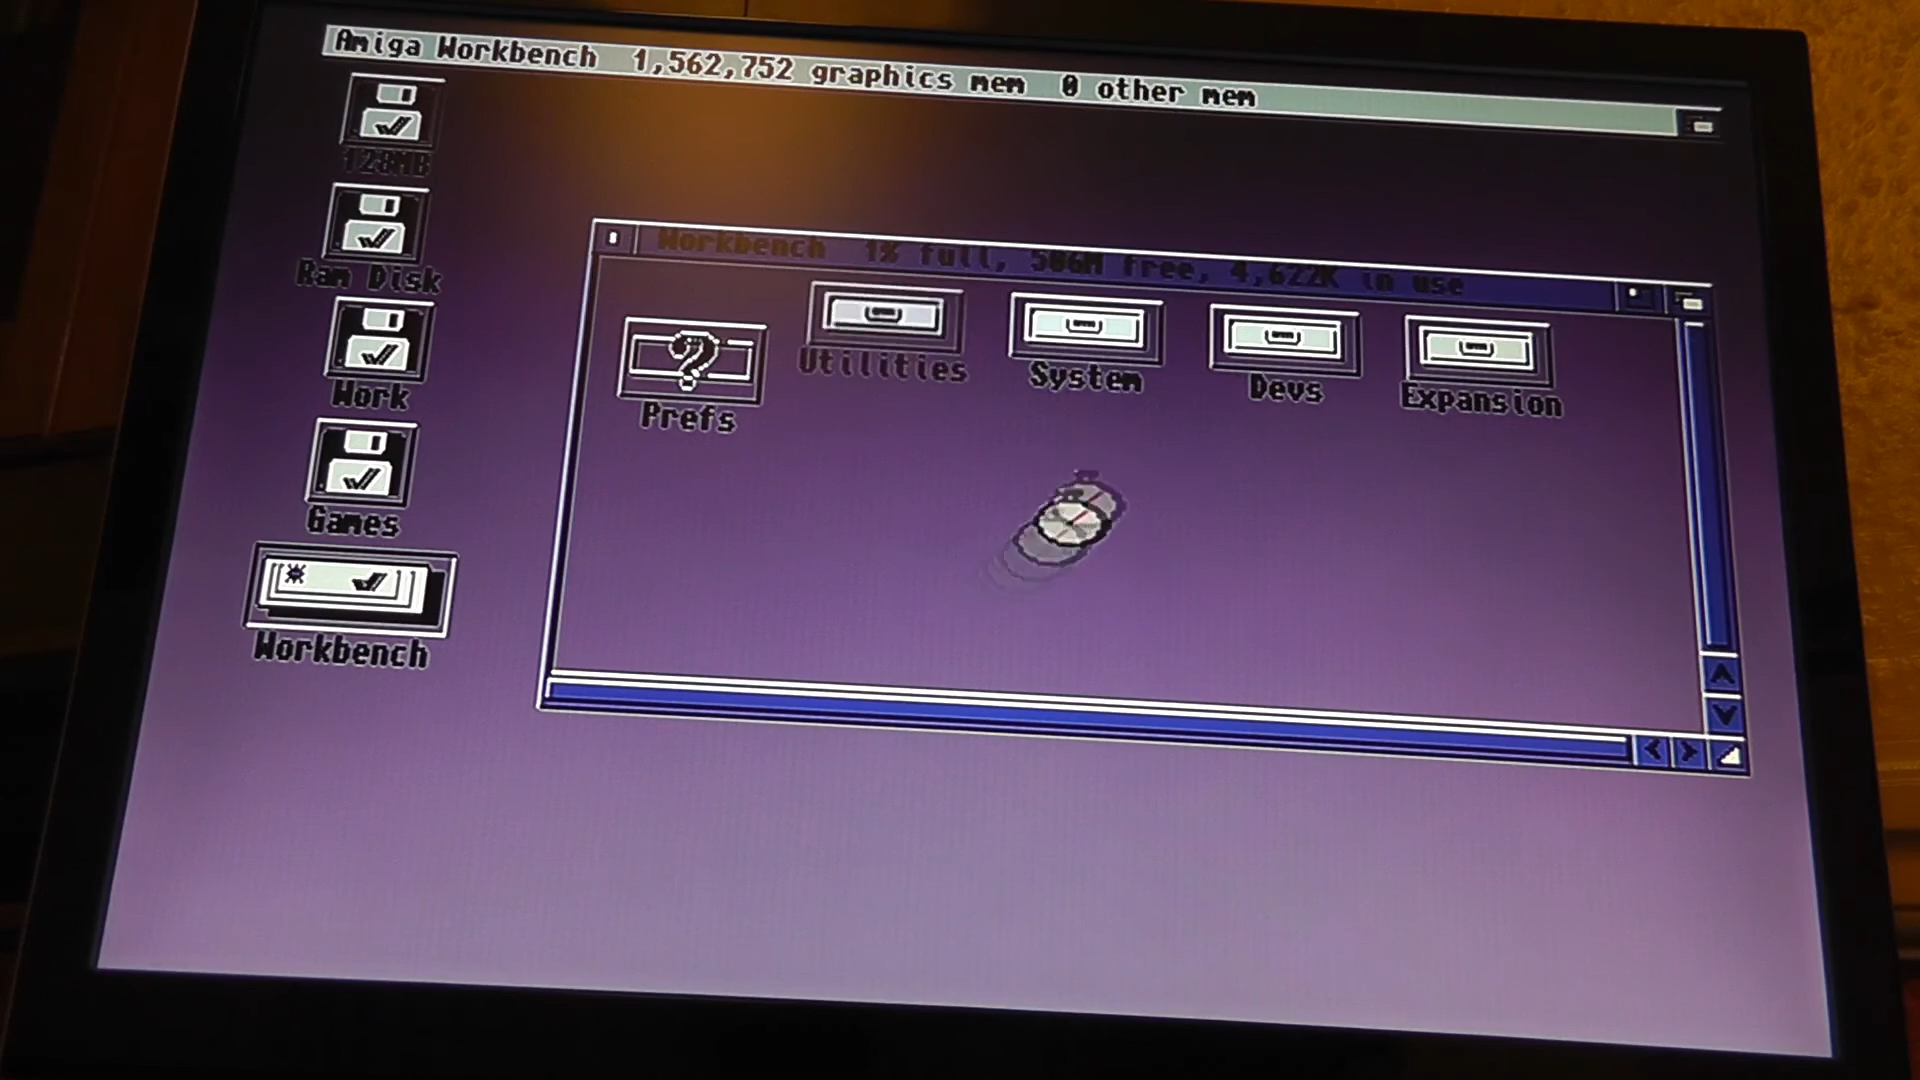 Amiga Workbench 1,562,752 graphics mem 0 other mem
128MB
Ram Disk
Work
Games
Workbench
Workbench 1% full, 506M free, 4,622K in use
Prefs
Utilities
System
Devs
Expansion